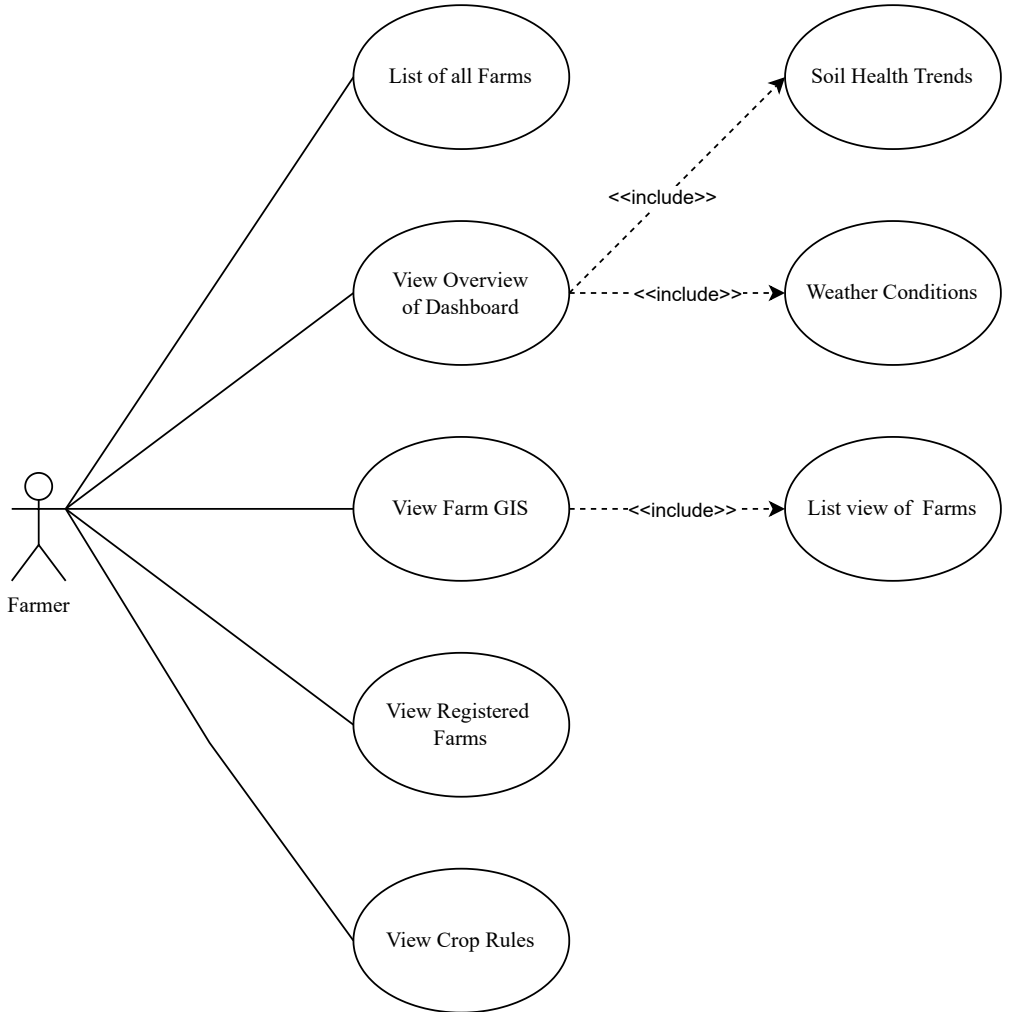 List of all Farms
Soil Health Trends
<<include>>
View Overview
of Dashboard
<<include>>
Weather Conditions
View Farm GIS
<<include>>
List view of  Farms
Farmer
View Registered
Farms
View Crop Rules